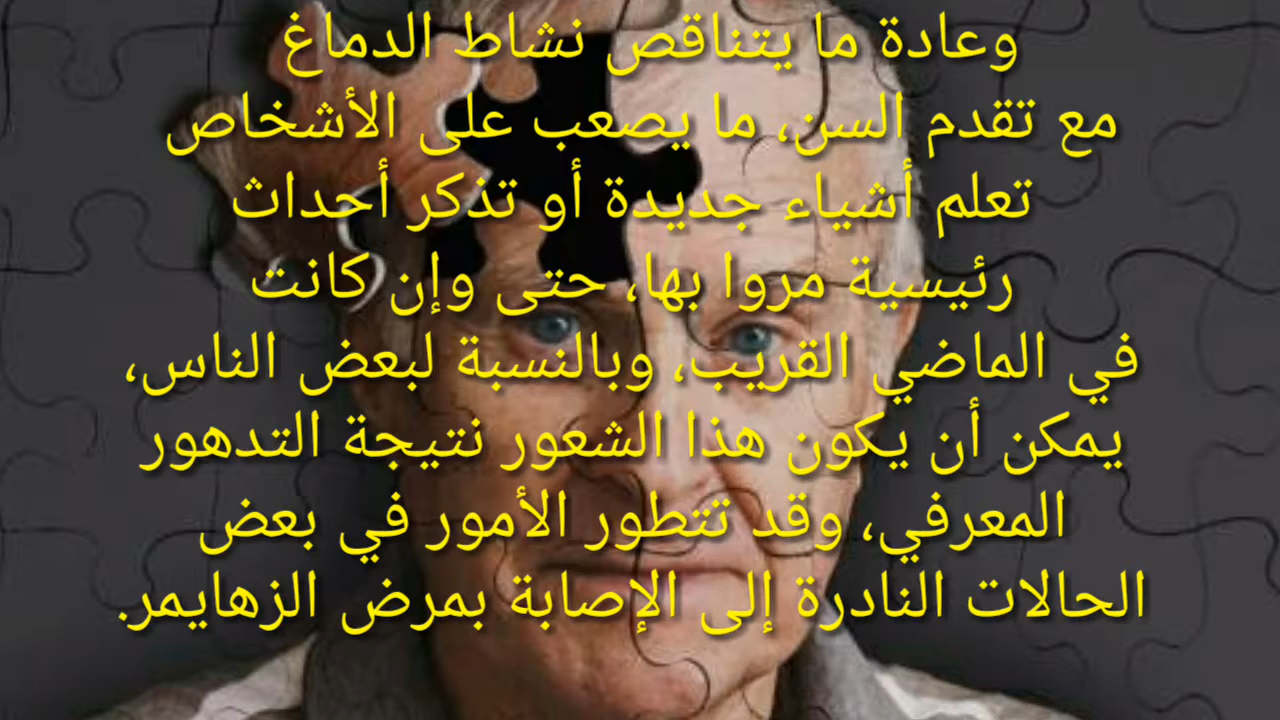 وعادة ما يتناقص نشاط الدماغ
مع تقدم السن، ما يصعب على الأشخاص
تعلم أشياء جديدة أو تذكر أحداث
رئيسية مروا بها، حتى وإن كانت
في الماضي القريب، وبالنسبة لبعض الناس،
يمكن أن يكون هذا الشعور نتيجة التدهور
المعرفي، وقد تتطور الأمور في بعض
الحالات النادرة إلى الإصابة بمرض الزهايمر.